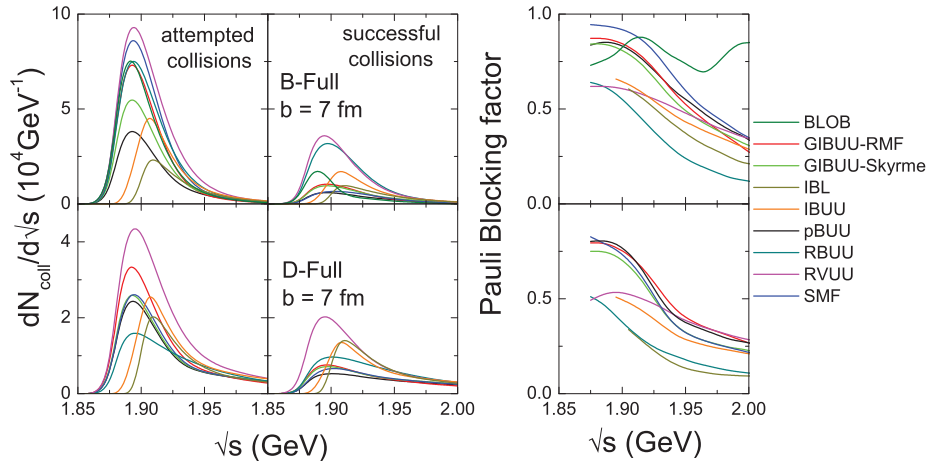 attempted
collisions
successful
collisions
B-Full
b = 7 fm
D-Full
b = 7 fm
dN_coll/d√s (10⁴GeV⁻¹)
10
5
0
4
2
0
1.85
1.90
1.95
1.85
1.90
1.95
2.00
√s (GeV)
√s (GeV)
Pauli Blocking factor
1.0
0.5
0.0
1.0
0.5
0.0
1.85
1.90
1.95
2.00
√s (GeV)
BLOB
GIBUU-RMF
GIBUU-Skyrme
IBL
IBUU
pBUU
RBUU
RVUU
SMF